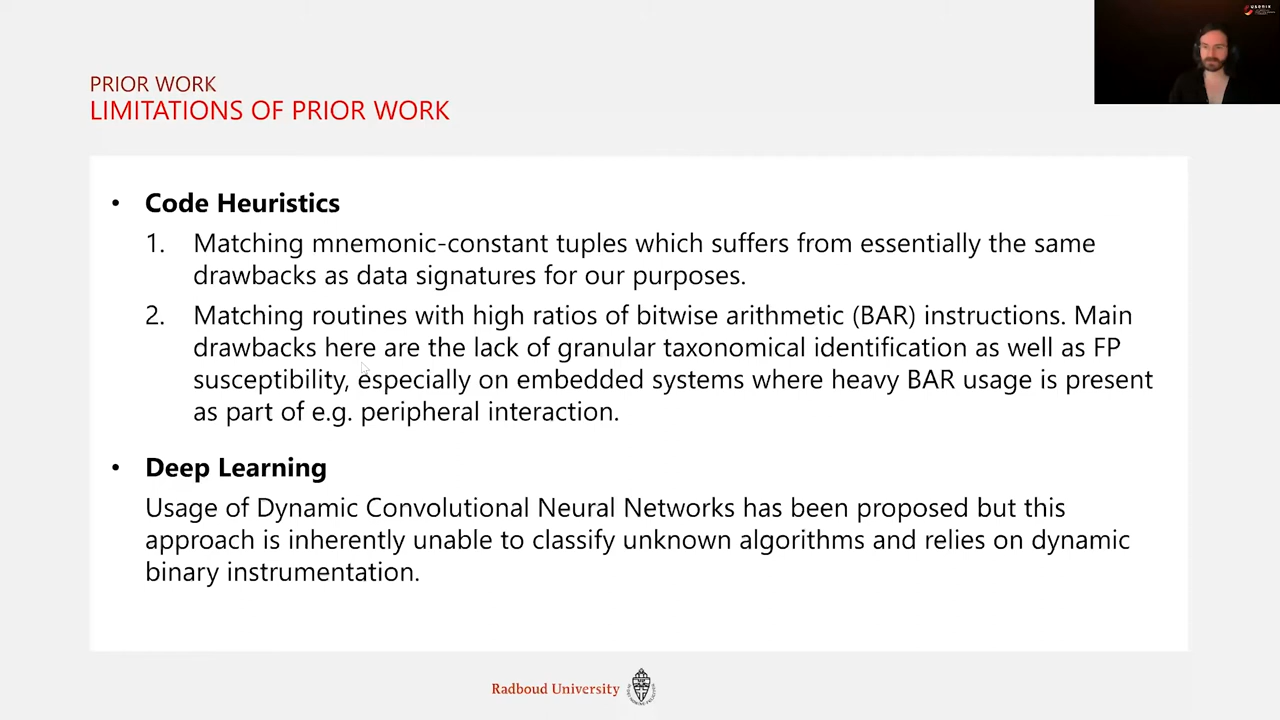 usenix
PRIOR WORK
LIMITATIONS OF PRIOR WORK
• Code Heuristics
1. Matching mnemonic-constant tuples which suffers from essentially the same
drawbacks as data signatures for our purposes.
2. Matching routines with high ratios of bitwise arithmetic (BAR) instructions. Main
drawbacks here are the lack of granular taxonomical identification as well as FP
susceptibility, especially on embedded systems where heavy BAR usage is present
as part of e.g. peripheral interaction.
• Deep Learning
Usage of Dynamic Convolutional Neural Networks has been proposed but this
approach is inherently unable to classify unknown algorithms and relies on dynamic
binary instrumentation.
Radboud University